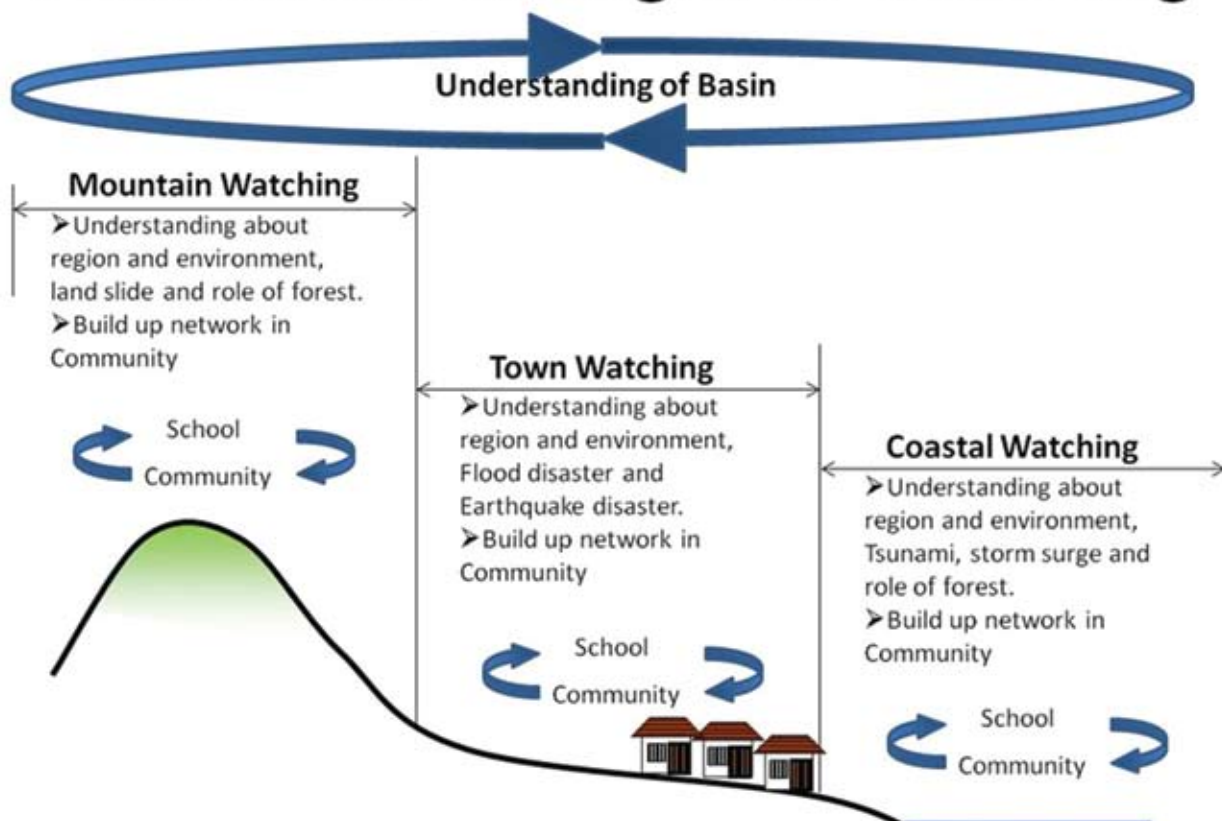 Understanding of Basin
Mountain Watching
➤Understanding about
region and environment,
land slide and role of forest.
➤Build up network in
Community
School
Community
Town Watching
➤Understanding about
region and environment,
Flood disaster and
Earthquake disaster.
➤Build up network in
Community
School
Community
Coastal Watching
➤Understanding about
region and environment,
Tsunami, storm surge and
role of forest.
➤Build up network in
Community
School
Community